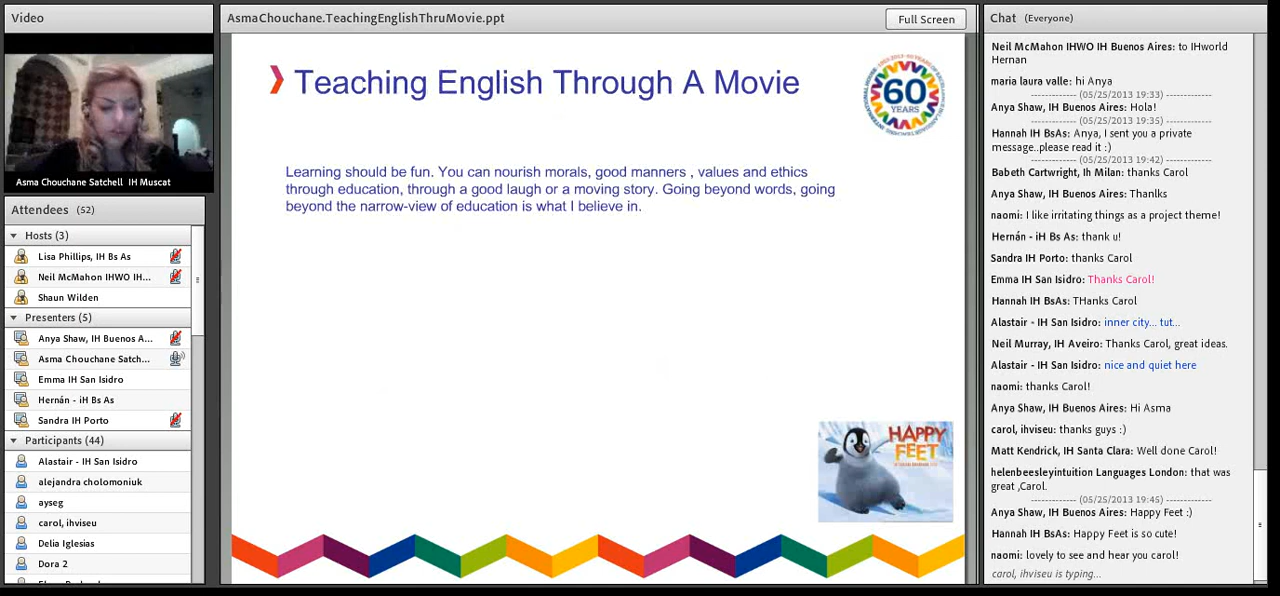 Video
Asma Chouchane Satchell IH Muscat
Attendees (52)
Hosts (3)
Lisa Phillips, IH Bs As
Neil McMahon IHWO IH...
Shaun Wilden
Presenters (5)
Anya Shaw, IH Buenos A...
Asma Chouchane Satch...
Emma IH San Isidro
Hernán - iH Bs As
Sandra IH Porto
Participants (44)
Alastair - IH San Isidro
alejandra cholomoniuk
ayseg
carol, ihviseu
Delia Iglesias
Dora 2
AsmaChouchane.TeachingEnglishThruMovie.ppt
Full Screen
Teaching English Through A Movie
60
YEARS
Learning should be fun. You can nourish morals, good manners , values and ethics
through education, through a good laugh or a moving story. Going beyond words, going
beyond the narrow-view of education is what I believe in.
HAPPY
FEET
Chat (Everyone)
Neil McMahon IHWO IH Buenos Aires: to IHworld
Hernan
maria laura valle: hi Anya
------------- (05/25/2013 19:33) -------------
Anya Shaw, IH Buenos Aires: Hola!
------------- (05/25/2013 19:35) -------------
Hannah IH BsAs: Anya, I sent you a private
message..please read it :)
------------- (05/25/2013 19:42) -------------
Babeth Cartwright, Ih Milan: thanks Carol
Anya Shaw, IH Buenos Aires: Thanlks
naomi: I like irritating things as a project theme!
Hernán - iH Bs As: thank u!
Sandra IH Porto: thanks Carol
Emma IH San Isidro: Thanks Carol!
Hannah IH BsAs: THanks Carol
Alastair - IH San Isidro: inner city... tut...
Neil Murray, IH Aveiro: Thanks Carol, great ideas.
Alastair - IH San Isidro: nice and quiet here
naomi: thanks Carol!
Anya Shaw, IH Buenos Aires: Hi Asma
carol, ihviseu: thanks guys :)
Matt Kendrick, IH Santa Clara: Well done Carol!
helenbeesleyintuition Languages London: that was
great ,Carol.
------------- (05/25/2013 19:45) -------------
Anya Shaw, IH Buenos Aires: Happy Feet :)
Hannah IH BsAs: Happy Feet is so cute!
naomi: lovely to see and hear you carol!
carol, ihviseu is typing...